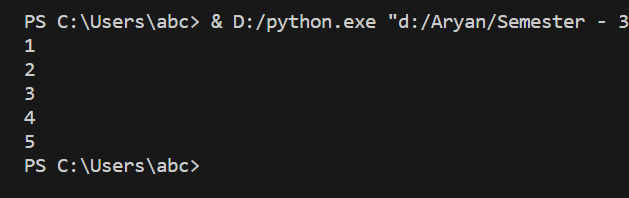 PS C:\Users\abc> & D:/python.exe "d:/Aryan/Semester - 3
1
2
3
4
5
PS C:\Users\abc>